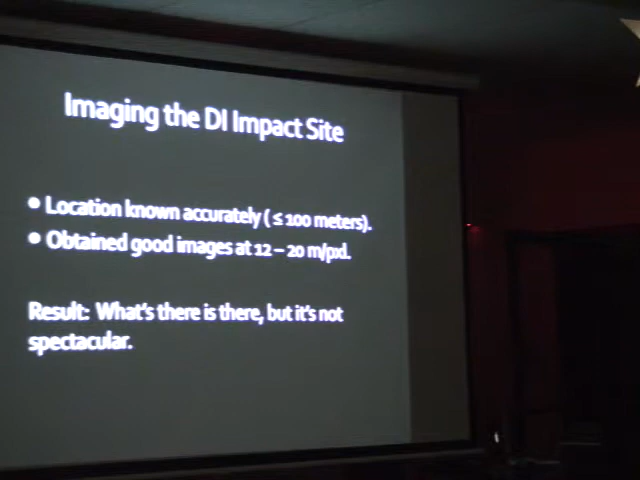 Imaging the DI Impact Site
• Location known accurately ( ≤ 100 meters).
• Obtained good images at 12 – 20 m/pxl.
Result: What's there is there, but it's not
spectacular.